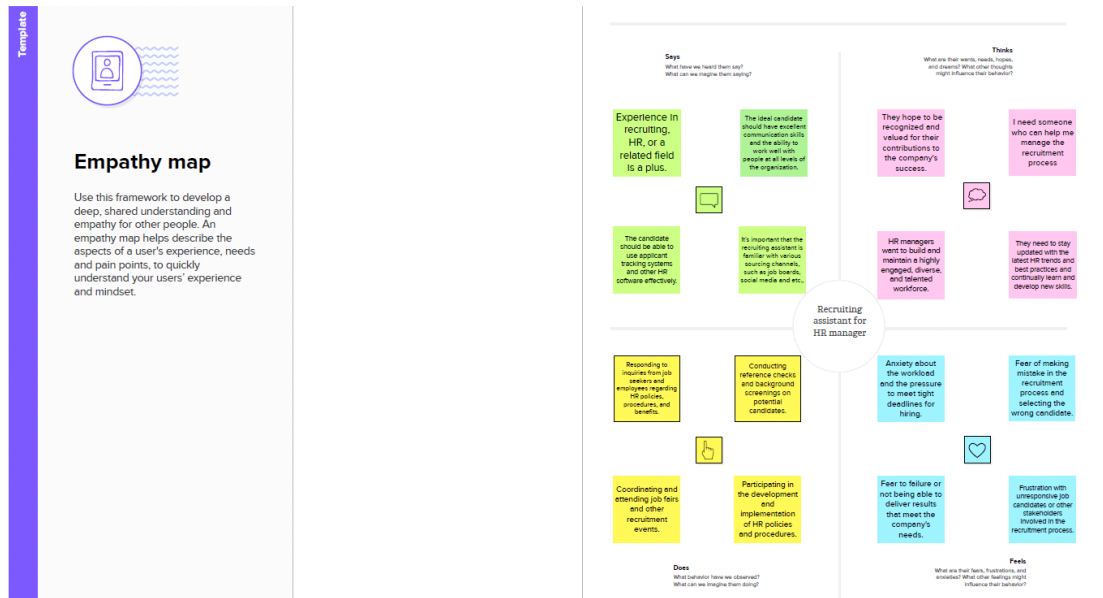 Template
Empathy map
Use this framework to develop a
deep, shared understanding and
empathy for other people. An
empathy map helps describe the
aspects of a user's experience, needs
and pain points, to quickly
understand your users' experience
and mindset.
Says
What have we heard them say?
What can we imagine them saying?
Experience in
recruiting,
HR, or a
related field
is a plus.
The ideal candidate
should have excellent
communication skills
and the ability to
work well with
people at all levels of
the organization.
The candidate
should be able to
use applicant
tracking systems
and other HR
software effectively.
It's important that the
recruiting assistant is
familiar with various
sourcing channels,
such as job boards,
social media and etc.,
Thinks
What are their wants, needs, hopes,
and dreams? What other thoughts
might influence their behavior?
They hope to be
recognized and
valued for their
contributions to
the company's
success.
I need someone
who can help me
manage the
recruitment
process
HR managers
want to build and
maintain a highly
engaged, diverse,
and talented
workforce.
They need to stay
updated with the
latest HR trends and
best practices and
continually learn and
develop new skills.
Recruiting
assistant for
HR manager
Responding to
inquiries from job
seekers and
employees regarding
HR policies,
procedures, and
benefits.
Conducting
reference checks
and background
screenings on
potential
candidates.
Coordinating and
attending job fairs
and other
recruitment
events.
Participating in
the development
and
implementation
of HR policies
and procedures.
Does
What behavior have we observed?
What can we imagine them doing?
Anxiety about
the workload
and the pressure
to meet tight
deadlines for
hiring.
Fear of making
mistake in the
recruitment
process and
selecting the
wrong candidate.
Fear to failure or
not being able to
deliver results
that meet the
company's
needs.
Frustration with
unresponsive job
candidates or other
stakeholders
involved in the
recruitment process.
Feels
What are their fears, frustrations, and
anxieties? What other feelings might
influence their behavior?